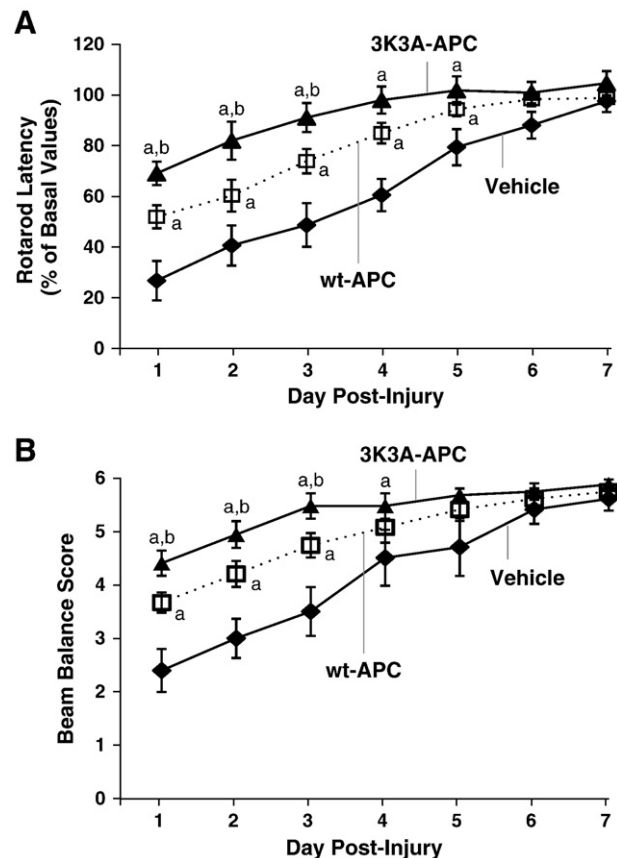 A
3K3A-APC
120
100
80
60
40
20
0
Rotarod Latency
(% of Basal Values)
a,b
a,b
a,b
a
a
a
a
a
a
a
Vehicle
wt-APC
1 2 3 4 5 6 7
Day Post-Injury
B
3K3A-APC
6
5
4
3
2
1
0
Beam Balance Score
a,b
a,b
a,b
a
a
a
a
Vehicle
wt-APC
1 2 3 4 5 6 7
Day Post-Injury